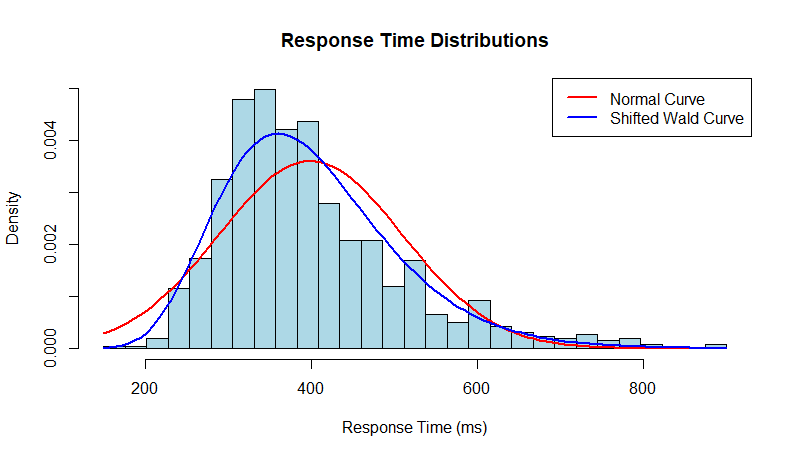 Response Time Distributions
Normal Curve
Shifted Wald Curve
Density
0.004
0.002
0.000
200 400 600 800
Response Time (ms)